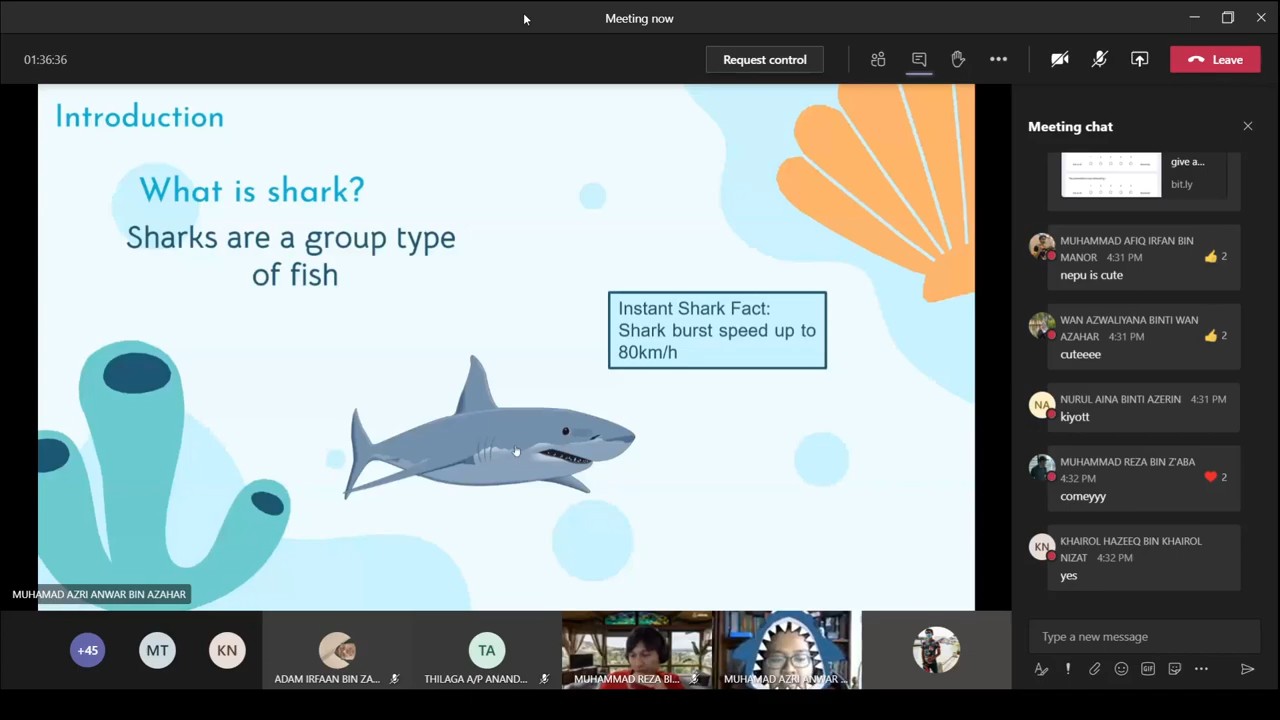 Meeting now
01:36:36
Request control
Leave
Introduction
What is shark?
Sharks are a group type
of fish
Instant Shark Fact:
Shark burst speed up to
80km/h
MUHAMAD AZRI ANWAR BIN AZAHAR
+45
MT
KN
ADAM IRFAAN BIN ZA...
TA
THILAGA A/P ANAND...
MUHAMMAD REZA BI...
MUHAMAD AZRI ANWAR ...
Meeting chat
give a...
bit.ly
MUHAMMAD AFIQ IRFAN BIN
MANOR 4:31 PM
2
nepu is cute
WAN AZWALIYANA BINTI WAN
AZAHAR 4:31 PM
2
cuteeee
NA
NURUL AINA BINTI AZERIN 4:31 PM
kiyott
MUHAMMAD REZA BIN Z'ABA
4:32 PM
2
comeyyy
KN
KHAIROL HAZEEQ BIN KHAIROL
NIZAT 4:32 PM
yes
Type a new message
GIF